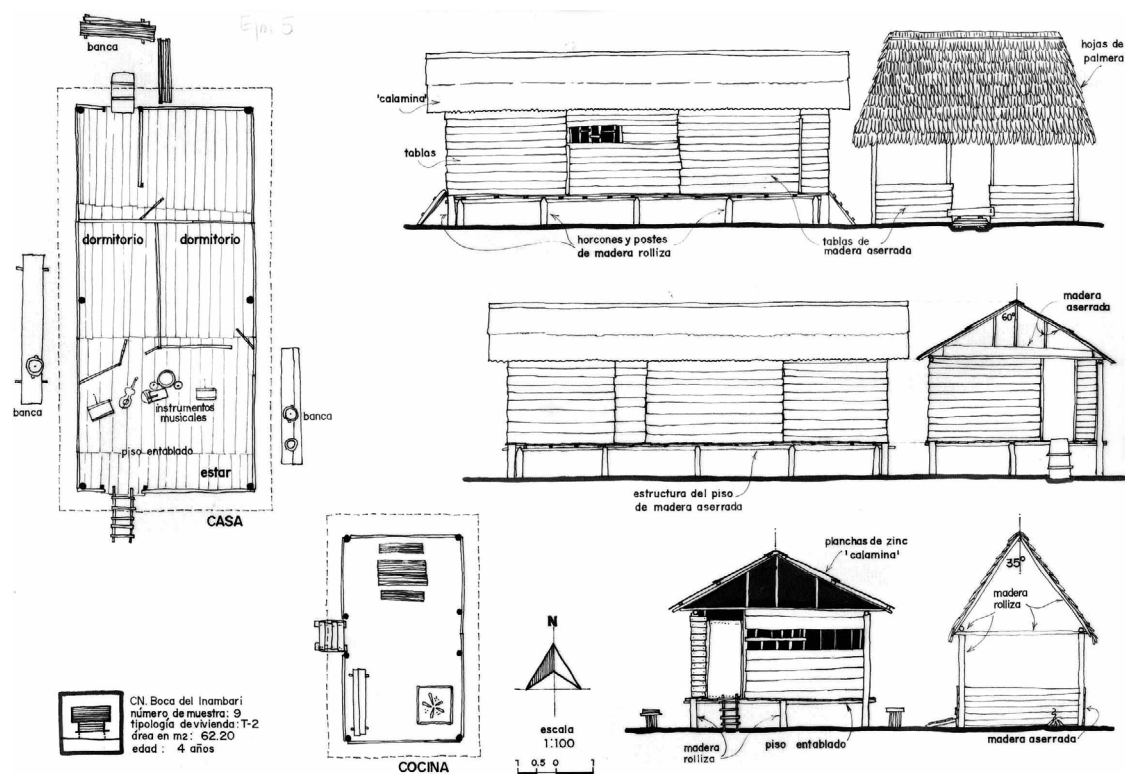 Ejm. 5
banca
dormitorio
dormitorio
banca
instrumentos
musicales
banca
piso entablado
estar
CASA
'calamina'
tablas
horcones y postes
de madera rolliza
tablas de
madera aserrada
hojas de
palmera
60°
madera
aserrada
estructura del piso
de madera aserrada
CN. Boca del Inambari
número de muestra: 9
tipología de vivienda: T-2
área en m2: 62.20
edad: 4 años
COCINA
N
escala
1:100
1 0.5 0 1
planchas de zinc
'calamina'
madera
rolliza
piso entablado
35°
madera
rolliza
madera aserrada